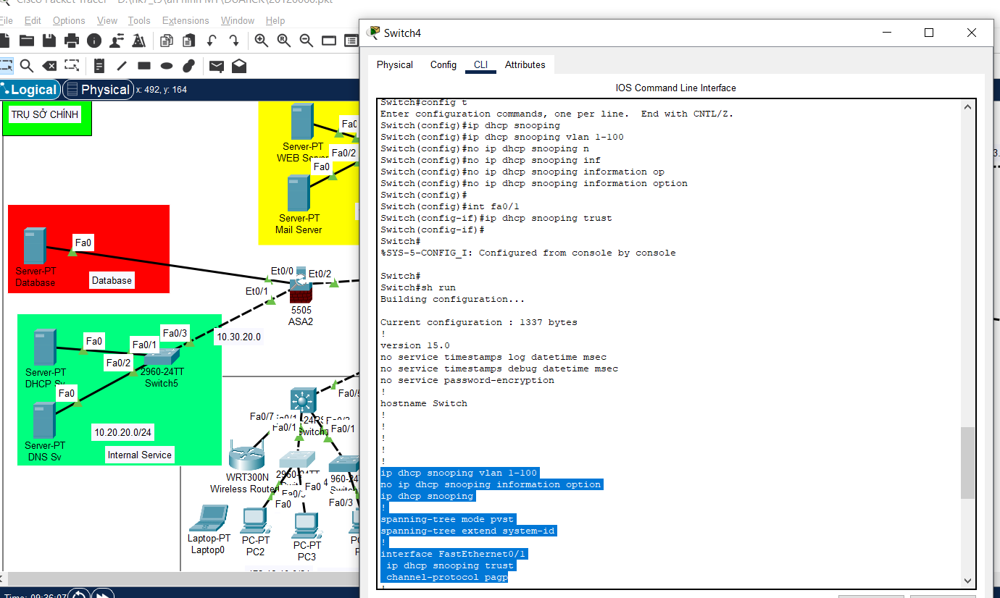 File Edit Options View Tools Extensions Window Help
Logical Physical x: 492, y: 164
TRỤ SỞ CHÍNH
Fa0
Server-PT
WEB Server
Fa0/2
Fa0
Server-PT
Mail Server
Fa0
Server-PT
Database
Database
Et0/0
Et0/2
Et0/1
5505
ASA2
10.30.20.0
Fa0/3
Fa0
Fa0/1
Fa0/2
Server-PT
DHCP Sv
2960-24TT
Switch5
Fa0
Server-PT
DNS Sv
10.20.20.0/24
Internal Service
Fa0/7
Fa0/1
Fa0/1
WRT300N
Wireless Router
Fa0
Fa0
Fa0/3
Laptop-PT
Laptop0
PC-PT
PC2
PC-PT
PC3
Switch4
Physical Config CLI Attributes
IOS Command Line Interface
Switch#config t
Enter configuration commands, one per line.  End with CNTL/Z.
Switch(config)#ip dhcp snooping
Switch(config)#ip dhcp snooping vlan 1-100
Switch(config)#no ip dhcp snooping n
Switch(config)#no ip dhcp snooping inf
Switch(config)#no ip dhcp snooping information op
Switch(config)#no ip dhcp snooping information option
Switch(config)#
Switch(config)#int fa0/1
Switch(config-if)#ip dhcp snooping trust
Switch(config-if)#
Switch#
%SYS-5-CONFIG_I: Configured from console by console
Switch#
Switch#sh run
Building configuration...
Current configuration : 1337 bytes
!
version 15.0
no service timestamps log datetime msec
no service timestamps debug datetime msec
no service password-encryption
!
hostname Switch
!
!
!
!
!
ip dhcp snooping vlan 1-100
no ip dhcp snooping information option
ip dhcp snooping
!
spanning-tree mode pvst
spanning-tree extend system-id
!
interface FastEthernet0/1
ip dhcp snooping trust
channel-protocol pagp
!